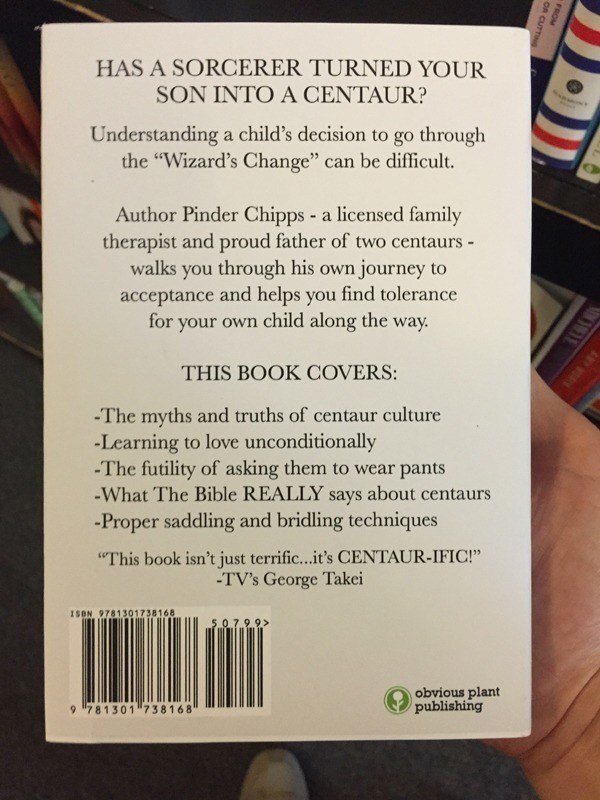 HAS A SORCERER TURNED YOUR
SON INTO A CENTAUR?
Understanding a child's decision to go through
the “Wizard's Change” can be difficult.
Author Pinder Chipps - a licensed family
therapist and proud father of two centaurs -
walks you through his own journey to
acceptance and helps you find tolerance
for your own child along the way.
THIS BOOK COVERS:
-The myths and truths of centaur culture
-Learning to love unconditionally
-The futility of asking them to wear pants
-What The Bible REALLY says about centaurs
-Proper saddling and bridling techniques
“This book isn't just terrific...it's CENTAUR-IFIC!”
-TV's George Takei
ISBN 9781301738168
50799>
9 781301 738168
obvious plant
publishing
FROM
OR CUTTING
HARMONY